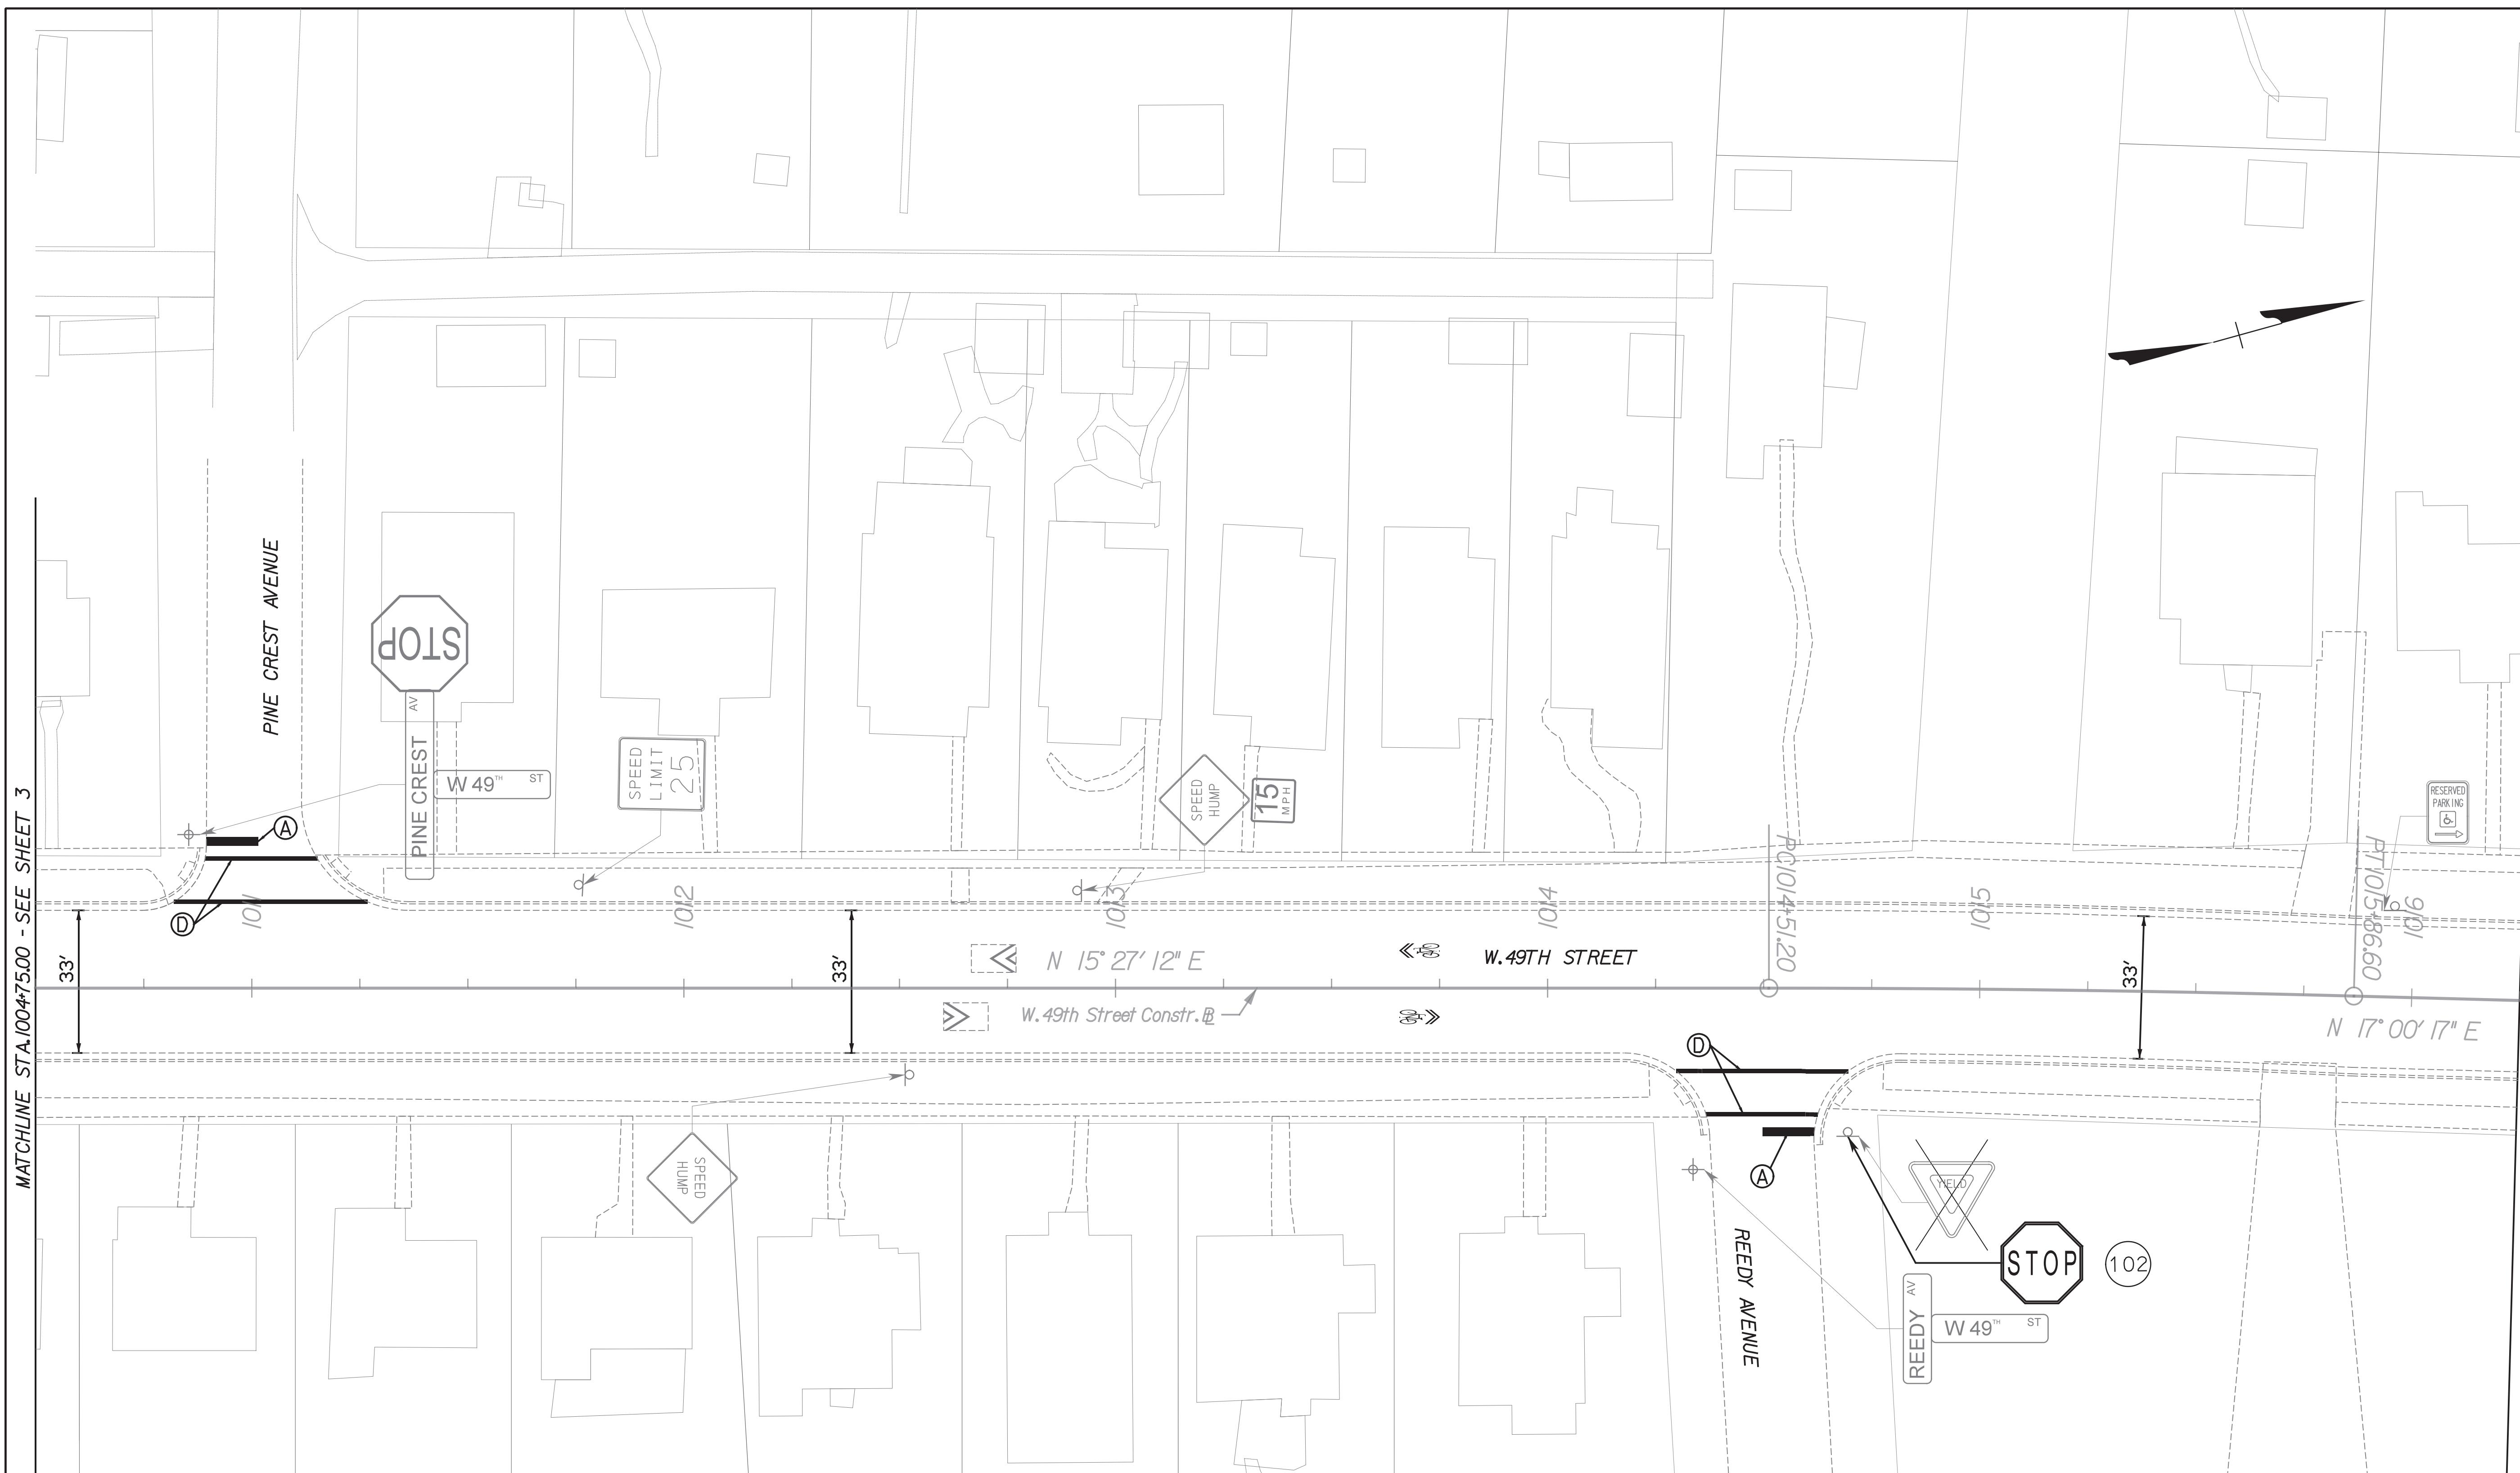 MATCHLINE STA.1004+75.00 - SEE SHEET 3
PINE CREST AVENUE
STOP
PINE CREST AV
W 49TH ST
SPEED
LIMIT
25
SPEED
HUMP
15
MPH
RESERVED
PARKING
A
D
1011
1012
1013
1014
PC1014+51.20
1015
PT1015+86.60
1016
33'
33'
33'
N 15° 27' 12" E
W.49TH STREET
W.49th Street Constr. BL
N 17° 00' 17" E
D
A
SPEED
HUMP
YIELD
STOP
102
REEDY AVENUE
REEDY AV
W 49TH ST